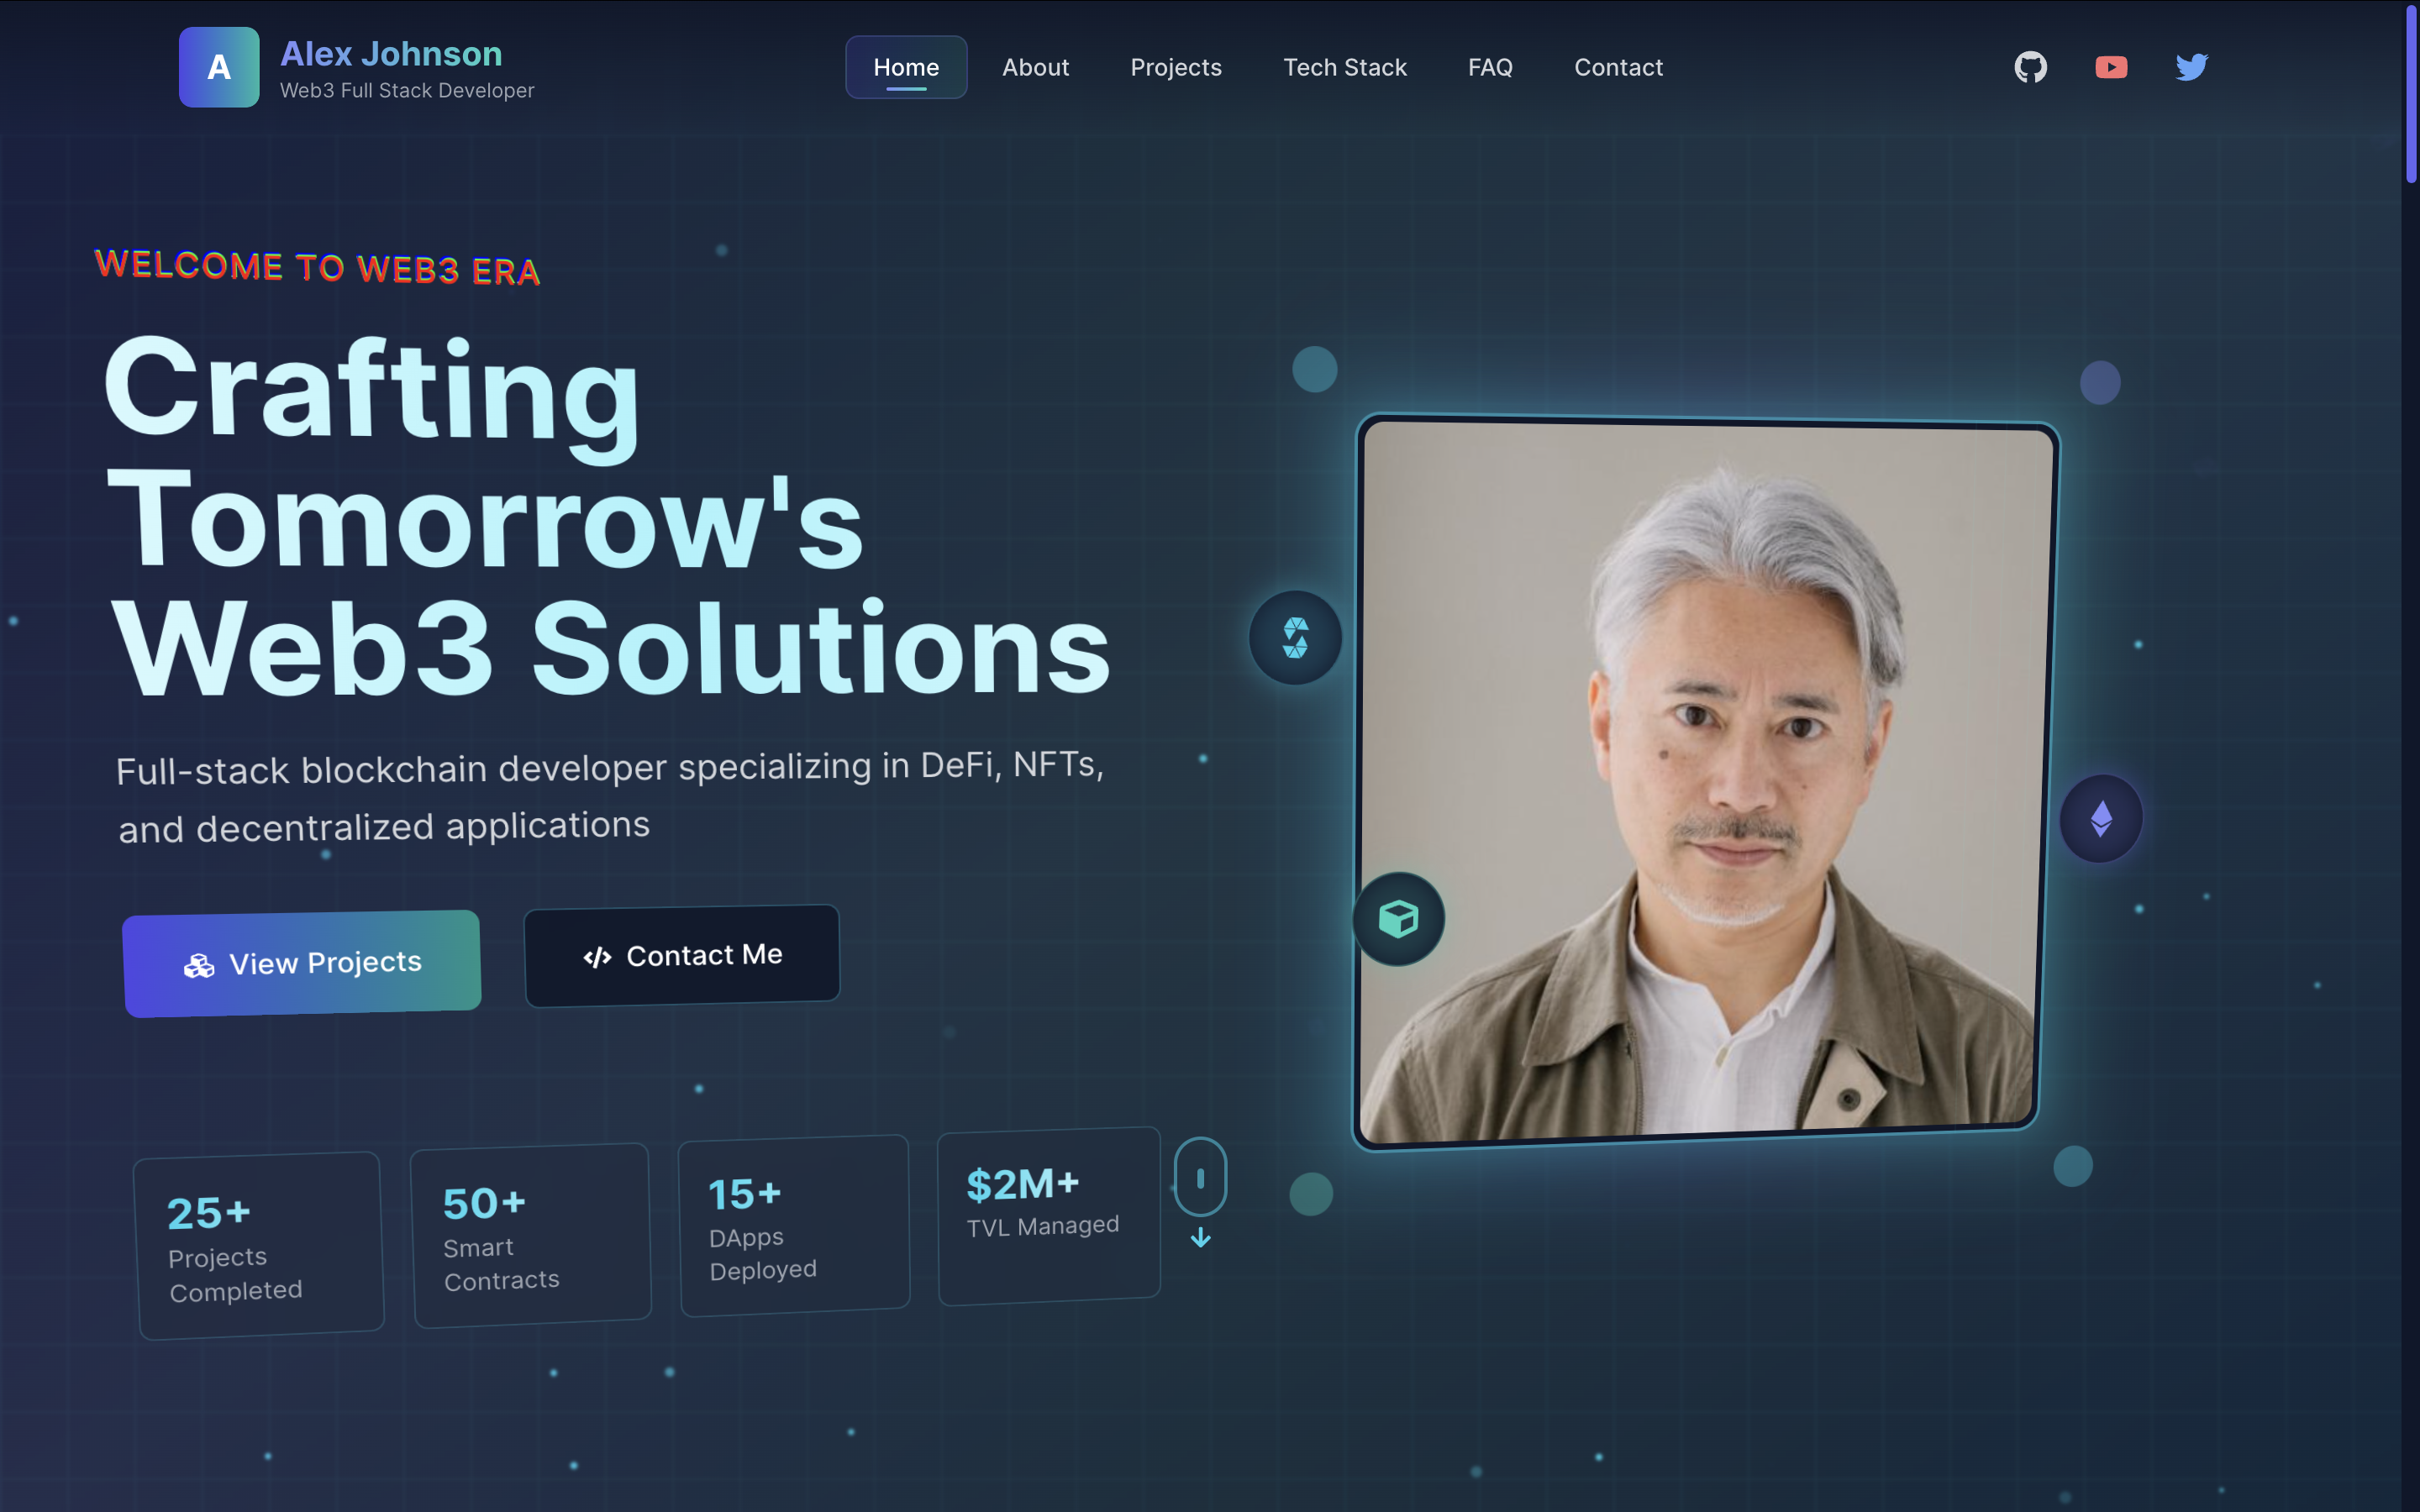 A
Alex Johnson
Web3 Full Stack Developer
Home
About
Projects
Tech Stack
FAQ
Contact
WELCOME TO WEB3 ERA
Crafting
Tomorrow's
Web3 Solutions
Full-stack blockchain developer specializing in DeFi, NFTs,
and decentralized applications
View Projects
Contact Me
25+
Projects
Completed
50+
Smart
Contracts
15+
DApps
Deployed
$2M+
TVL Managed